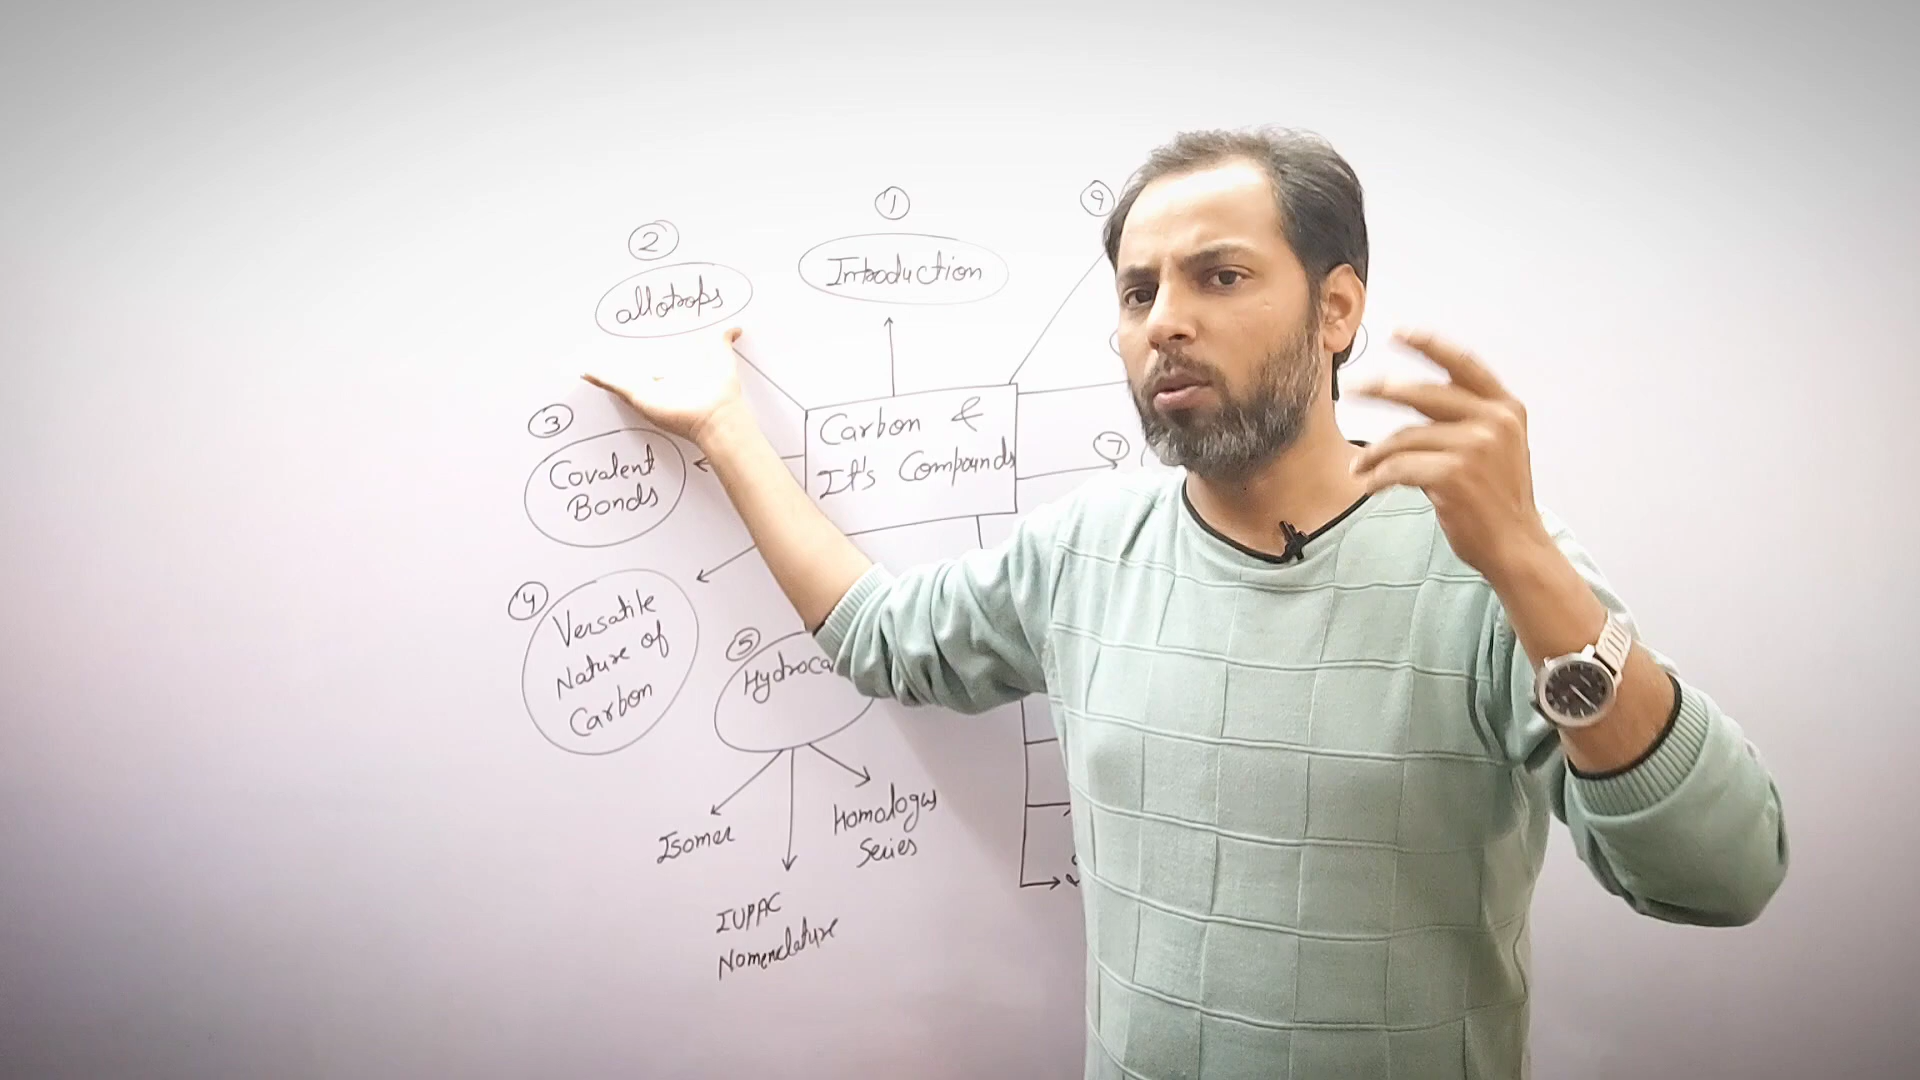 1
Introduction
9
2
allotrops
Carbon &
It's Compounds
3
Covalent
Bonds
7
4
Versatile
Nature of
Carbon
5
Hydroca
Isomer
IUPAC
Nomenclature
Homologus
Series